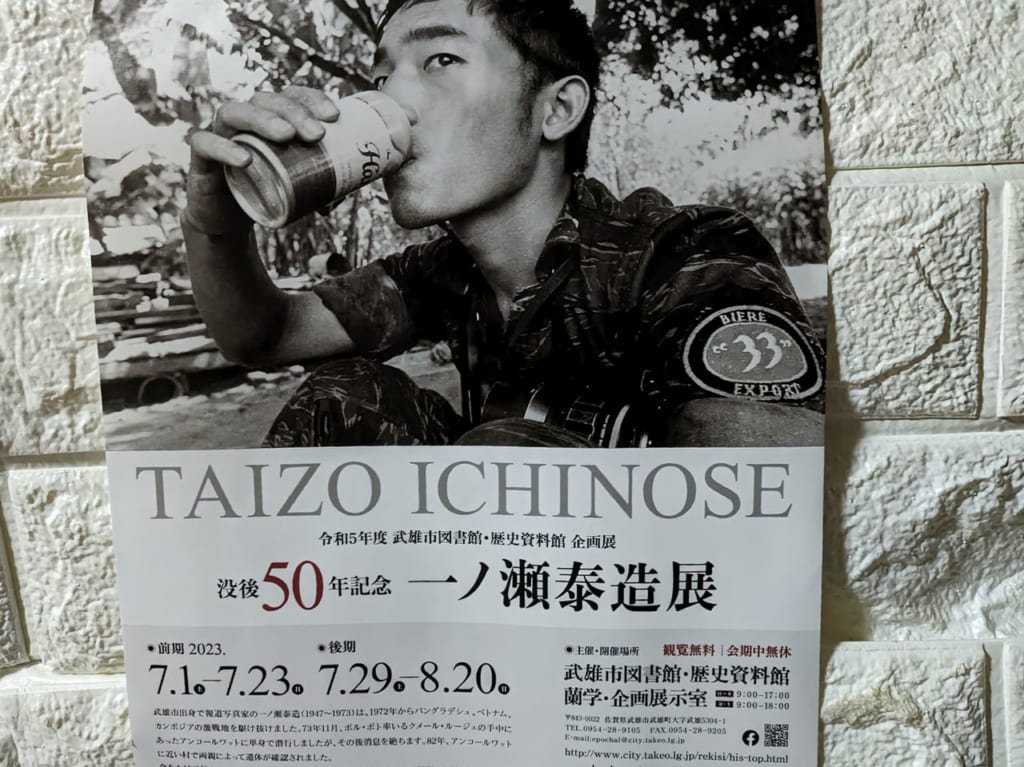 Ha
BIERE
"33"
EXPORT
TAIZO ICHINOSE
令和5年度 武雄市図書館・歴史資料館 企画展
没後50年記念 一ノ瀬泰造展
●前期 2023.
7.1土–7.23日
●後期
7.29土–8.20日
武雄市出身で報道写真家の一ノ瀬泰造（1947～1973）は、1972年からバングラデシュ、ベトナム、
カンボジアの激戦地を駆け抜けました。73年11月、ポル・ポト率いるクメール・ルージュの手中に
あったアンコールワットに単身で潜行しましたが、その後消息を絶ちます。82年、アンコールワット
に近い村で両親によって遺体が確認されました。
●主催・開催場所 観覧無料｜会期中無休
武雄市図書館・歴史資料館
蘭学・企画展示室
9:00–17:00
9:00–18:00
〒843-0022 佐賀県武雄市武雄町大字武雄5304-1
TEL.0954-28-9105 FAX.0954-28-9205
E-mail:epochal@city.takeo.lg.jp
http://www.city.takeo.lg.jp/rekisi/his-top.html